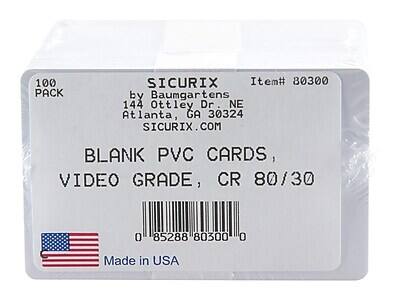 100 PACK
SICURIX
Item# 80300
by Baumgartens
144 Ottley Dr. NE
Atlanta, GA 30324
SICURIX.COM
BLANK PVC CARDS,
VIDEO GRADE, CR 80/30
0 85288 80300 0
Made in USA